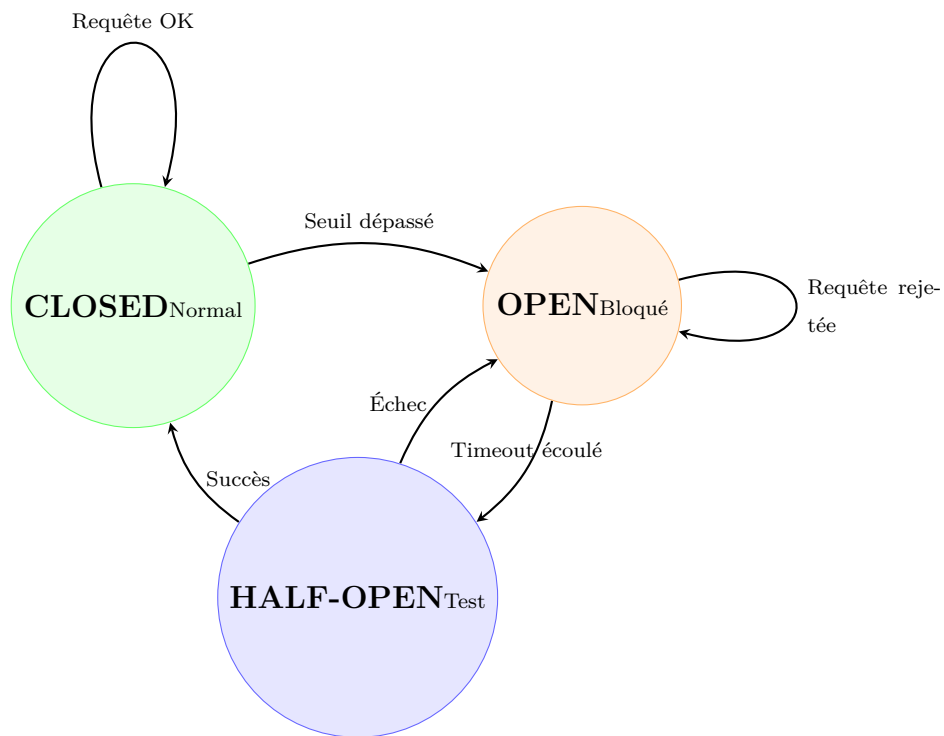 Requête OK
Seuil dépassé
CLOSEDNormal
OPENBloqué
Requête reje-
tée
Échec
Timeout écoulé
Succès
HALF-OPENTest